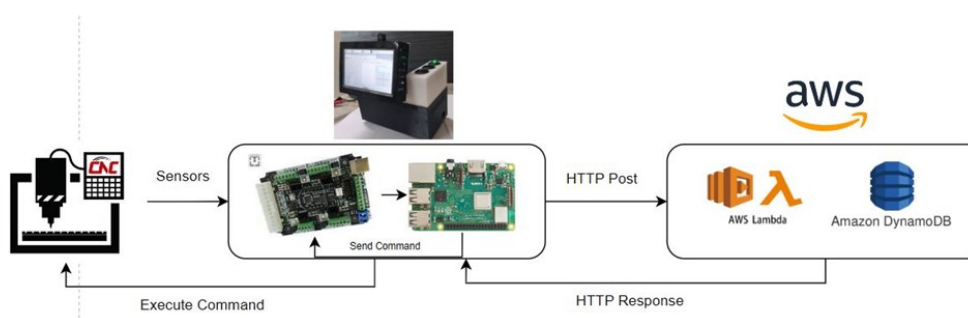 aws
CNC
Sensors
HTTP Post
Send Command
AWS Lambda
Amazon DynamoDB
Execute Command
HTTP Response